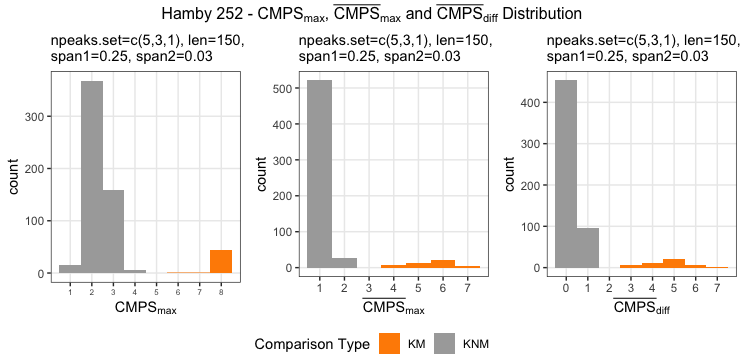 Hamby 252 - CMPSmax, C̅M̅P̅S̅max and C̅M̅P̅S̅diff Distribution
npeaks.set=c(5,3,1), len=150,
span1=0.25, span2=0.03
300
200
100
0
count
1 2 3 4 5 6 7 8
CMPSmax
npeaks.set=c(5,3,1), len=150,
span1=0.25, span2=0.03
500
400
300
200
100
0
count
1 2 3 4 5 6 7
C̅M̅P̅S̅max
npeaks.set=c(5,3,1), len=150,
span1=0.25, span2=0.03
400
300
200
100
0
count
0 1 2 3 4 5 6 7
C̅M̅P̅S̅diff
Comparison Type KM KNM